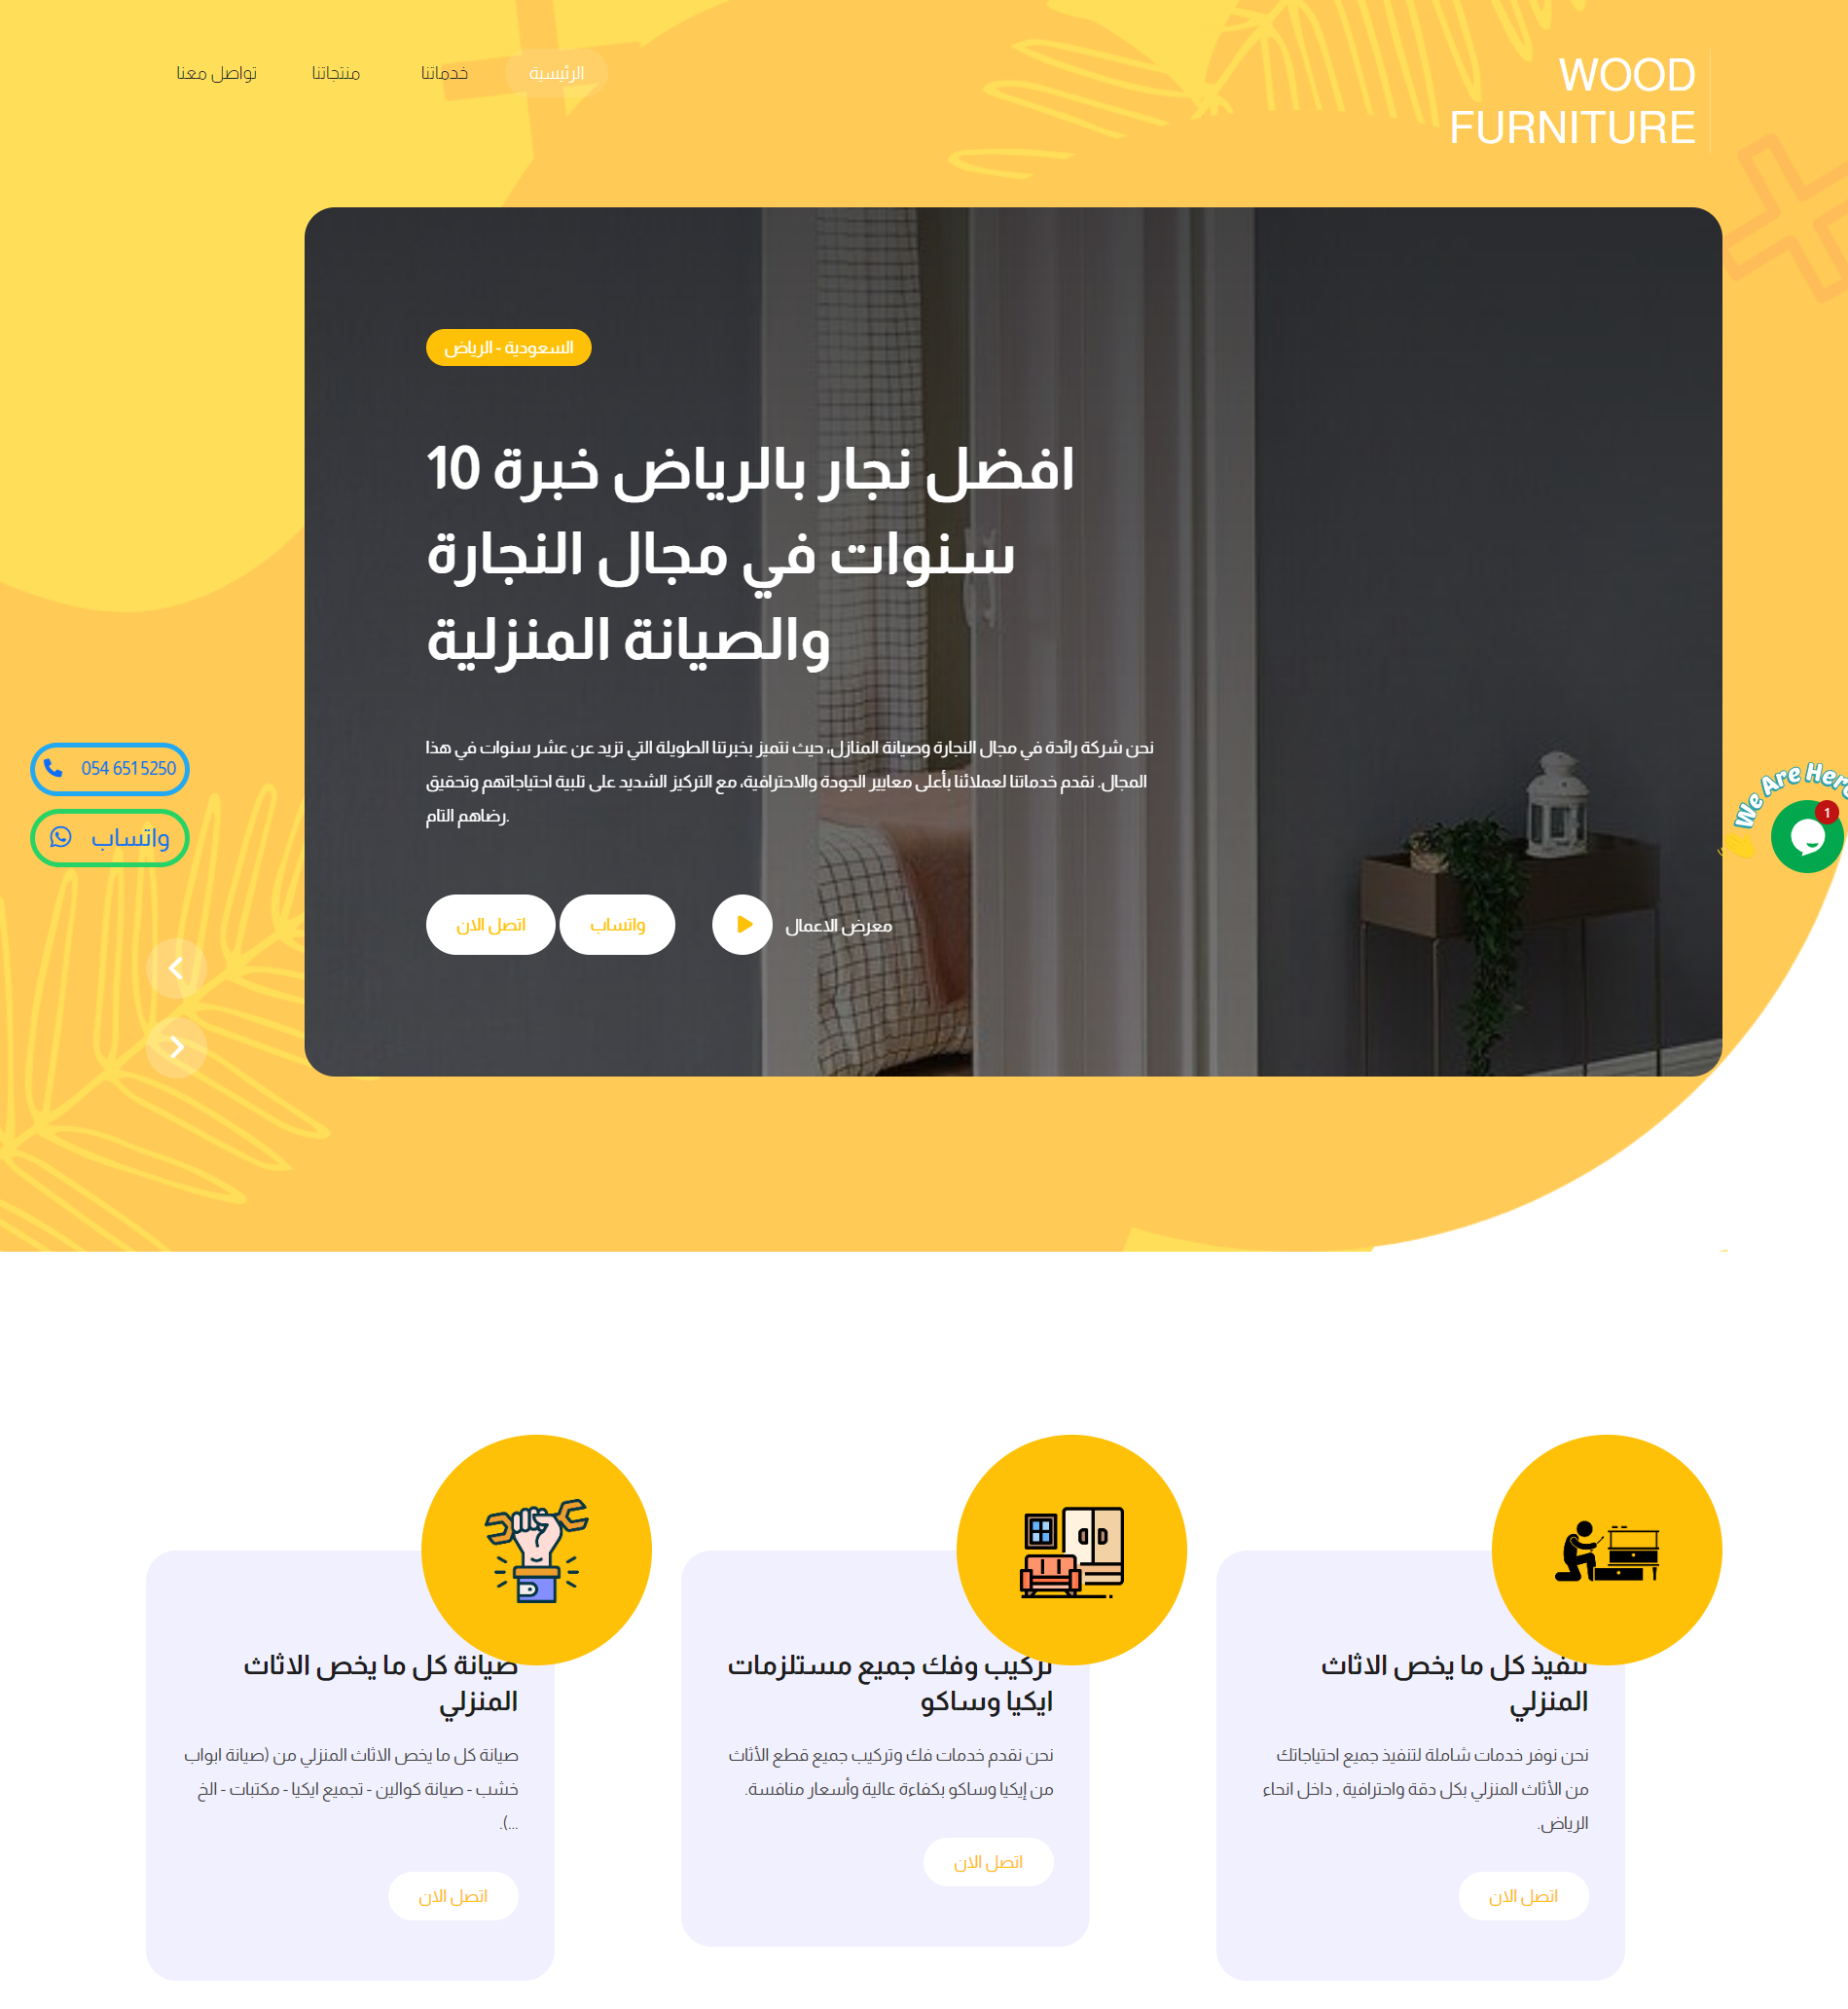 WOOD
FURNITURE
الرئيسية
خدماتنا
منتجاتنا
تواصل معنا
السعودية - الرياض
افضل نجار بالرياض خبرة 10
سنوات في مجال النجارة
والصيانة المنزلية
نحن شركة رائدة في مجال النجارة وصيانة المنازل، حيث نتميز بخبرتنا الطويلة التي تزيد عن عشر سنوات في هذا
المجال. نقدم خدماتنا لعملائنا بأعلى معايير الجودة والاحترافية، مع التركيز الشديد على تلبية احتياجاتهم وتحقيق
رضاهم التام.
اتصل الان
واتساب
معرض الاعمال
054 6515250
واتساب
We Are Here
1
تنفيذ كل ما يخص الاثاث
المنزلي
نحن نوفر خدمات شاملة لتنفيذ جميع احتياجاتك
من الأثاث المنزلي بكل دقة واحترافية , داخل انحاء
الرياض.
اتصل الان
تركيب وفك جميع مستلزمات
ايكيا وساكو
نحن نقدم خدمات فك وتركيب جميع قطع الأثاث
من إيكيا وساكو بكفاءة عالية وأسعار منافسة.
اتصل الان
صيانة كل ما يخص الاثاث
المنزلي
صيانة كل ما يخص الاثاث المنزلي من (صيانة ابواب
خشب - صيانة كوالين - تجميع ايكيا - مكتبات - الخ
...).
اتصل الان